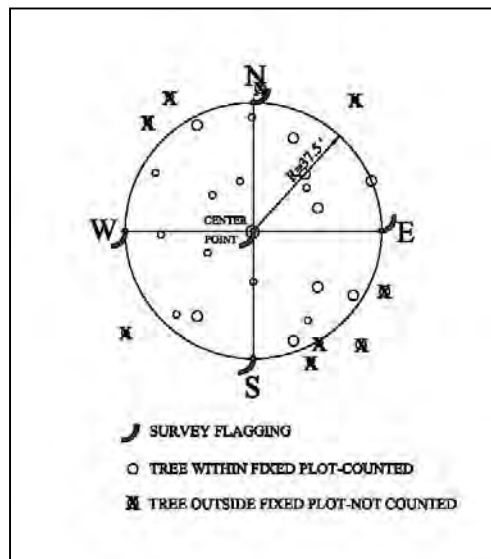 N
R=37.5'
W
CENTER
POINT
E
S
SURVEY FLAGGING
TREE WITHIN FIXED PLOT-COUNTED
TREE OUTSIDE FIXED PLOT-NOT COUNTED